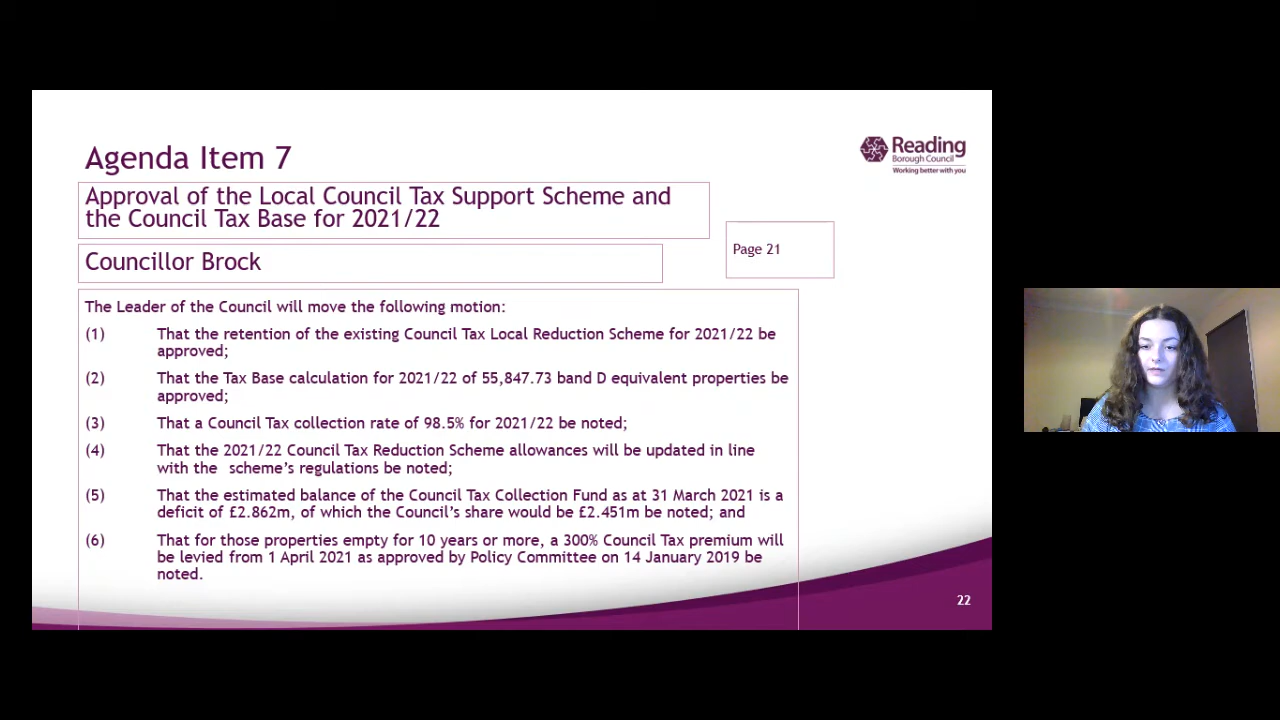 Agenda Item 7
Reading
Borough Council
Working better with you
Approval of the Local Council Tax Support Scheme and
the Council Tax Base for 2021/22
Page 21
Councillor Brock
The Leader of the Council will move the following motion:
(1) That the retention of the existing Council Tax Local Reduction Scheme for 2021/22 be
approved;
(2) That the Tax Base calculation for 2021/22 of 55,847.73 band D equivalent properties be
approved;
(3) That a Council Tax collection rate of 98.5% for 2021/22 be noted;
(4) That the 2021/22 Council Tax Reduction Scheme allowances will be updated in line
with the scheme's regulations be noted;
(5) That the estimated balance of the Council Tax Collection Fund as at 31 March 2021 is a
deficit of £2.862m, of which the Council's share would be £2.451m be noted; and
(6) That for those properties empty for 10 years or more, a 300% Council Tax premium will
be levied from 1 April 2021 as approved by Policy Committee on 14 January 2019 be
noted.
22